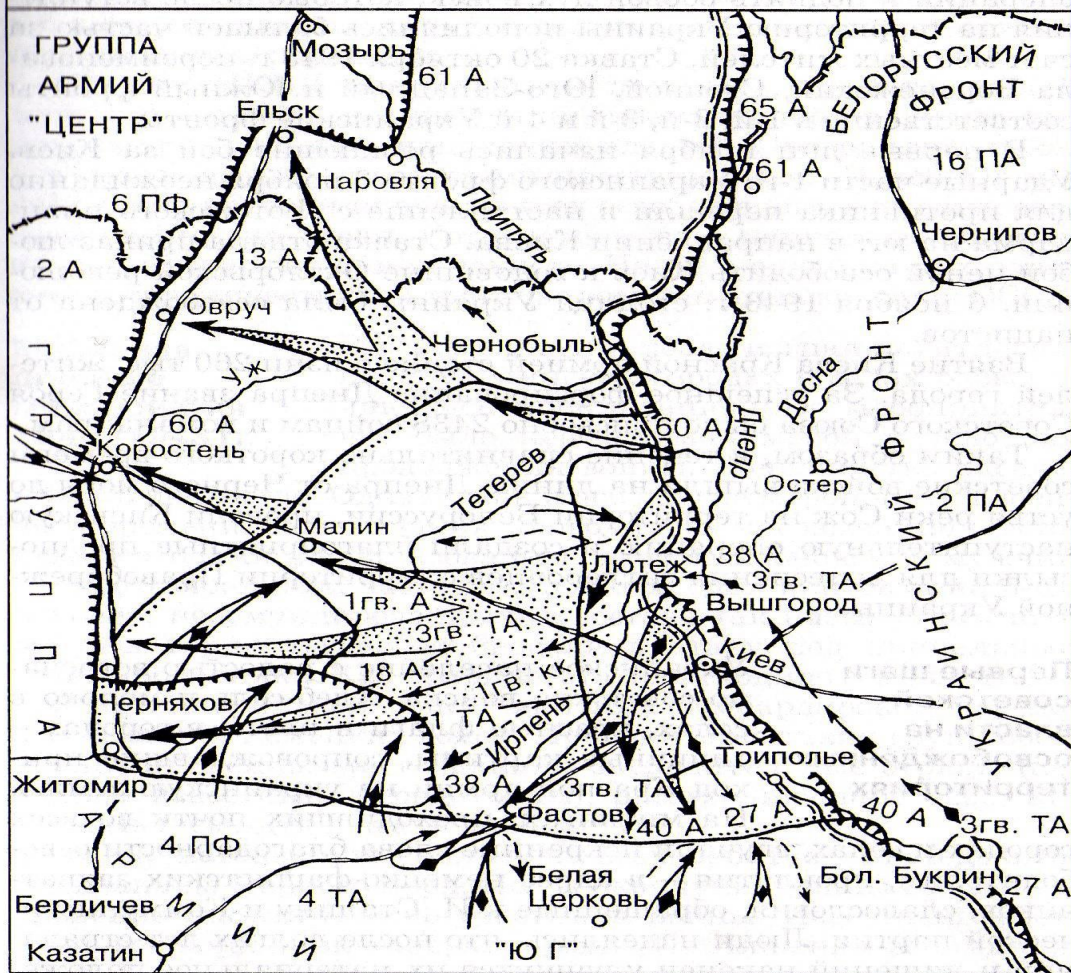 ГРУППА
АРМИЙ
"ЦЕНТР"
Мозырь
61 А
Ельск
Наровля
Припять
65 А
61 А
БЕЛОРУССКИЙ
ФРОНТ
16 ПА
Чернигов
6 ПФ
2 А
13 А
Овруч
Уж
Чернобыль
60 А
Коростень
60 А
Днепр
Десна
Остер
2 ПА
Тетерев
Малин
Лютеж
38 А
3гв. ТА
Вышгород
Киев
1гв. А
3гв. ТА
18 А
1гв. кк
1 ТА
Ирпень
Черняхов
Житомир
38 А
3гв. ТА
Фастов
40 А
27 А
Триполье
40 А
3гв. ТА
Бол. Букрин
27 А
4 ПФ
4 ТА
Белая
Церковь
Бердичев
Казатин
ГРУППА
АРМИЙ
"ЮГ"
УКРАИНСКИЙ
ФРОНТ